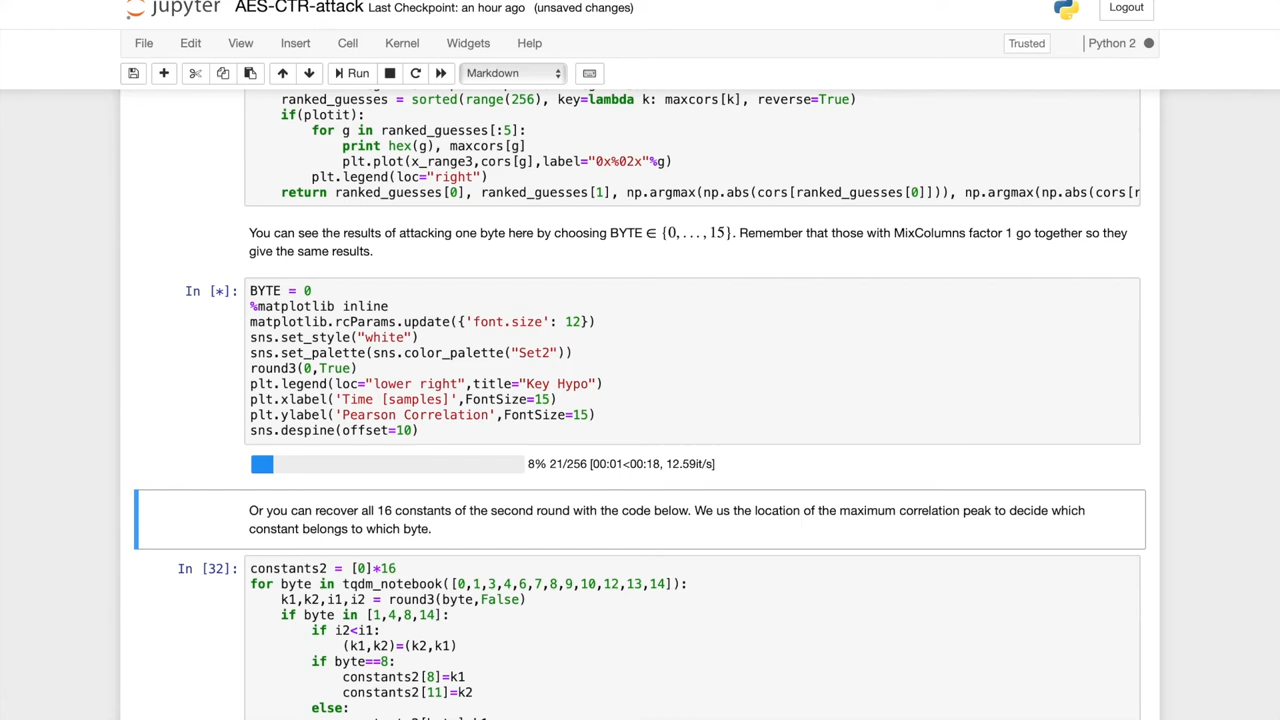 jupyter AES-CTR-attack Last Checkpoint: an hour ago (unsaved changes) Logout
File Edit View Insert Cell Kernel Widgets Help Trusted Python 2
Run Markdown
ranked_guesses = sorted(range(256), key=lambda k: maxcors[k], reverse=True)
if(plotit):
for g in ranked_guesses[:5]:
print hex(g), maxcors[g]
plt.plot(x_range3,cors[g],label="0x%02x"%g)
plt.legend(loc="right")
return ranked_guesses[0], ranked_guesses[1], np.argmax(np.abs(cors[ranked_guesses[0]])), np.argmax(np.abs(cors[r
You can see the results of attacking one byte here by choosing BYTE ∈ {0, . . . , 15}. Remember that those with MixColumns factor 1 go together so they
give the same results.
In [*]: BYTE = 0
%matplotlib inline
matplotlib.rcParams.update({'font.size': 12})
sns.set_style("white")
sns.set_palette(sns.color_palette("Set2"))
round3(0,True)
plt.legend(loc="lower right",title="Key Hypo")
plt.xlabel('Time [samples]',FontSize=15)
plt.ylabel('Pearson Correlation',FontSize=15)
sns.despine(offset=10)
8% 21/256 [00:01<00:18, 12.59it/s]
Or you can recover all 16 constants of the second round with the code below. We us the location of the maximum correlation peak to decide which
constant belongs to which byte.
In [32]: constants2 = [0]*16
for byte in tqdm_notebook([0,1,3,4,6,7,8,9,10,12,13,14]):
k1,k2,i1,i2 = round3(byte,False)
if byte in [1,4,8,14]:
if i2<i1:
(k1,k2)=(k2,k1)
if byte==8:
constants2[8]=k1
constants2[11]=k2
else: